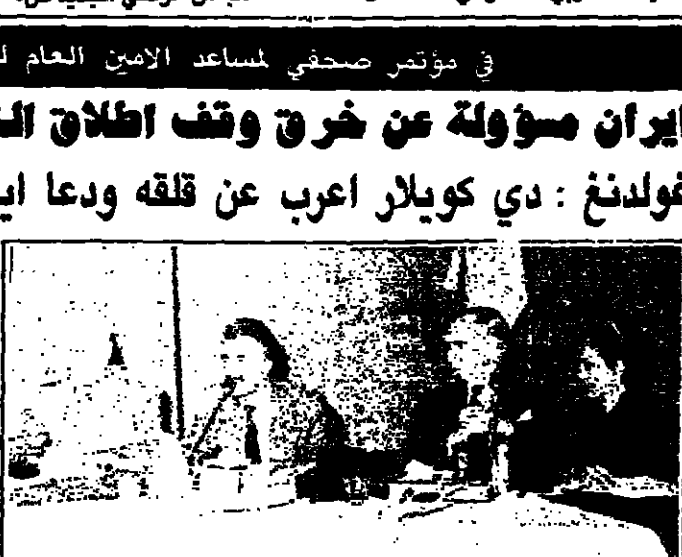 في مؤتمر صحفي لمساعد الامين العام
ايران مسؤولة عن خرق وقف اطلاق
غولدنغ : دي كويلار اعرب عن قلقه ودعا